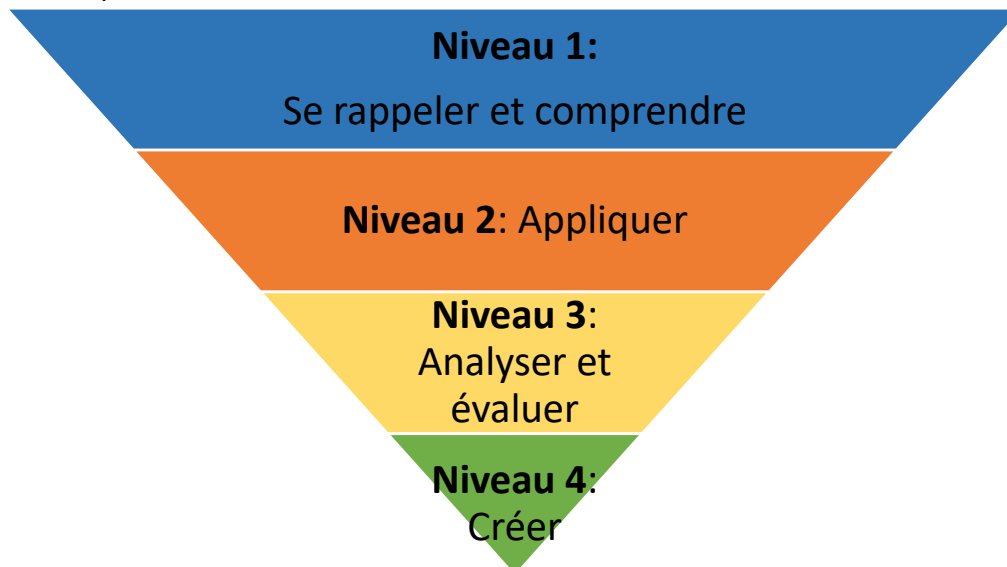 Niveau 1:
Se rappeler et comprendre
Niveau 2: Appliquer
Niveau 3:
Analyser et
évaluer
Niveau 4:
Créer